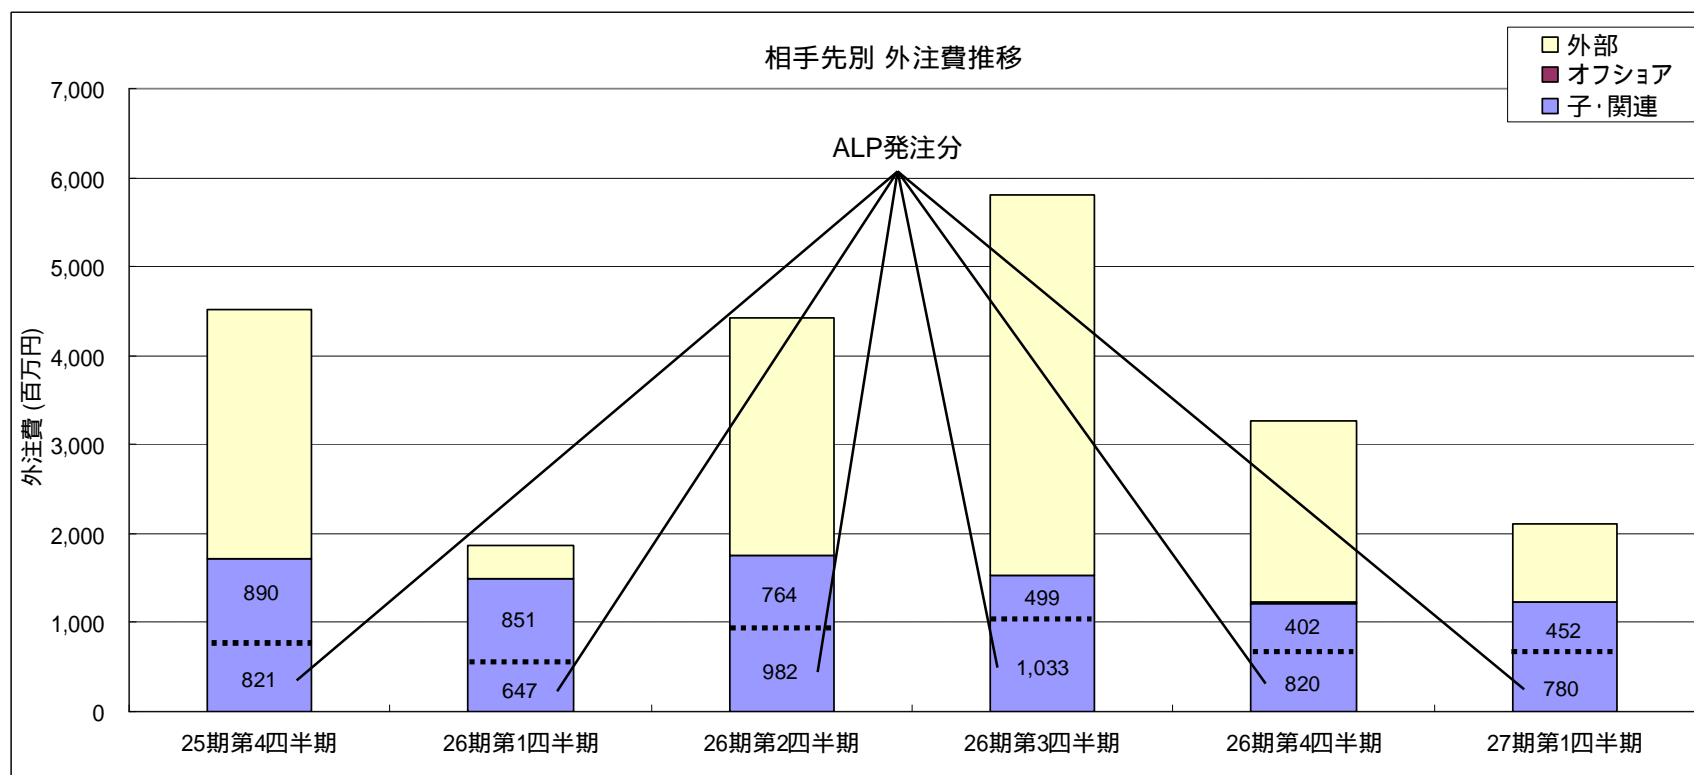 相手先別 外注費推移
外部
オフショア
子・関連
ALP発注分
外注費 (百万円)
7,000
6,000
5,000
4,000
3,000
2,000
1,000
0
890
851
764
499
402
452
821
647
982
1,033
820
780
25期第4四半期
26期第1四半期
26期第2四半期
26期第3四半期
26期第4四半期
27期第1四半期